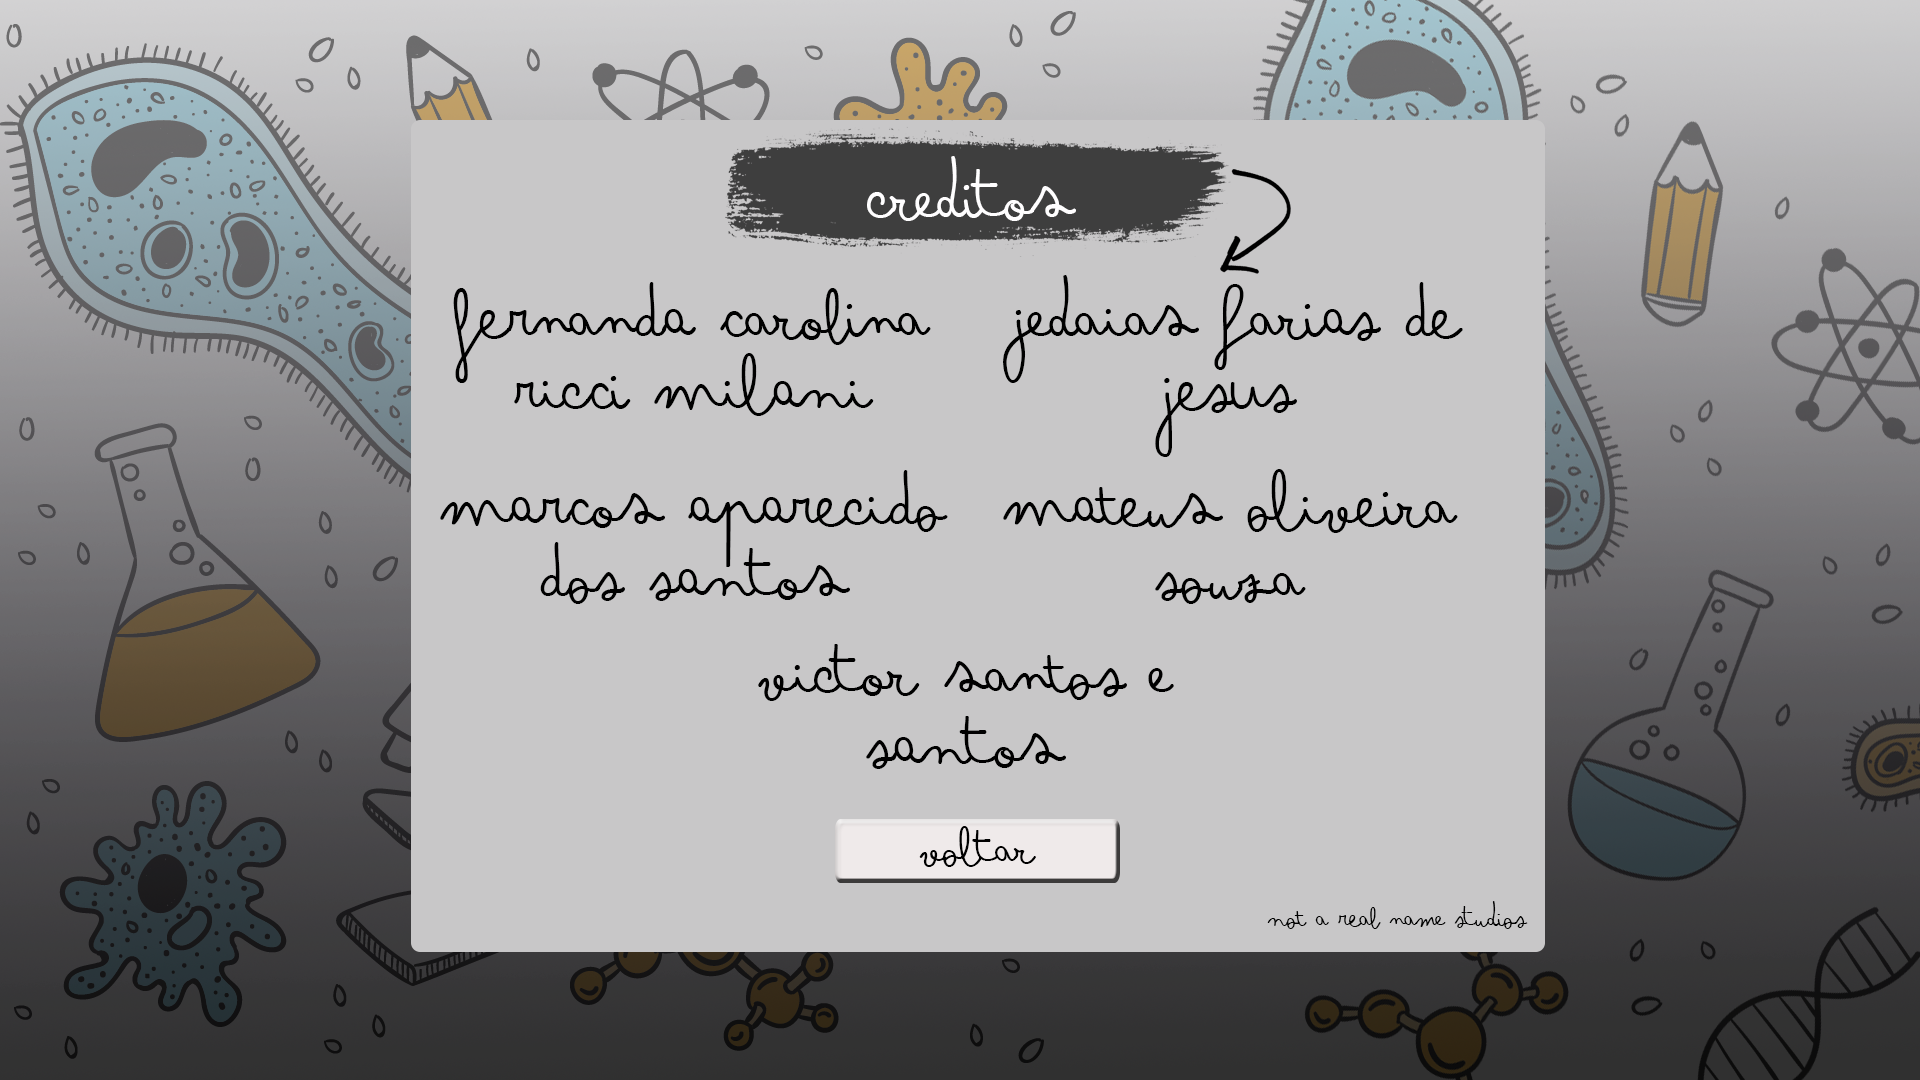 creditos
fernanda carolina
ricci milani
jedaias farias de
jesus
marcos aparecido
dos santos
mateus oliveira
souza
victor santos e
santos
voltar
not a real name studios